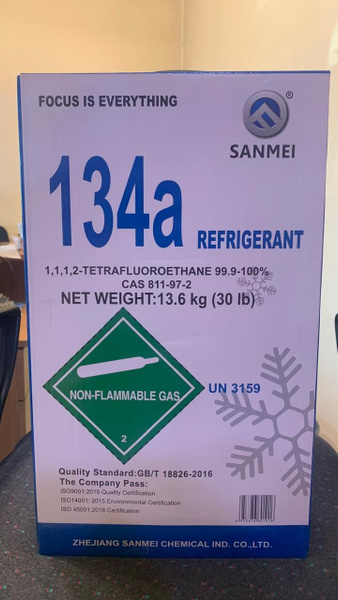 FOCUS IS EVERYTHING
®
SANMEI
134a REFRIGERANT
1,1,1,2-TETRAFLUOROETHANE 99.9-100%
CAS 811-97-2
NET WEIGHT:13.6 kg (30 lb)
NON-FLAMMABLE GAS
UN 3159
2
Quality Standard:GB/T 18826-2016
The Company Pass:
ISO9001:2015 Quality Certification
ISO14001: 2015 Environmental Certification
ISO 45001:2018 Certification
ZHEJIANG SANMEI CHEMICAL IND. CO.,LTD.